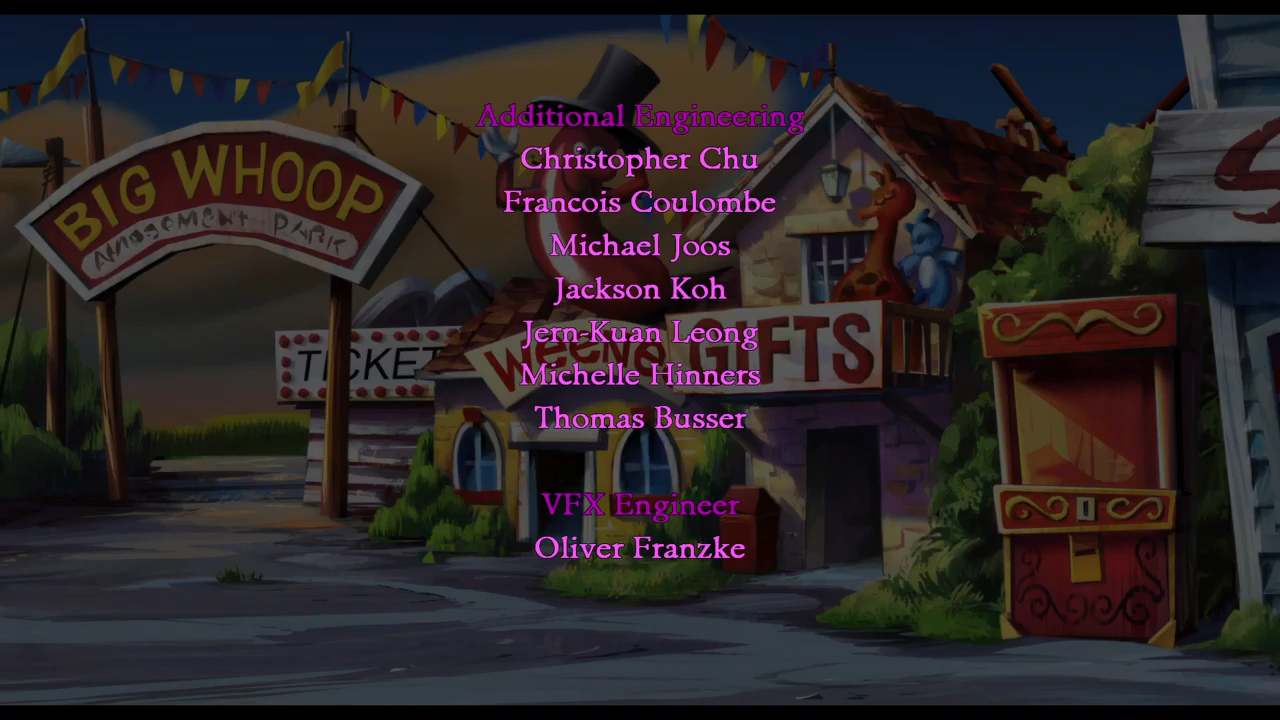 Additional Engineering
Christopher Chu
Francois Coulombe
Michael Joos
Jackson Koh
Jern-Kuan Leong
Michelle Hinners
Thomas Busser
VFX Engineer
Oliver Franzke
BIG WHOOP
AMUSEMENT PARK
TICKET
WEENE
GIFTS
S